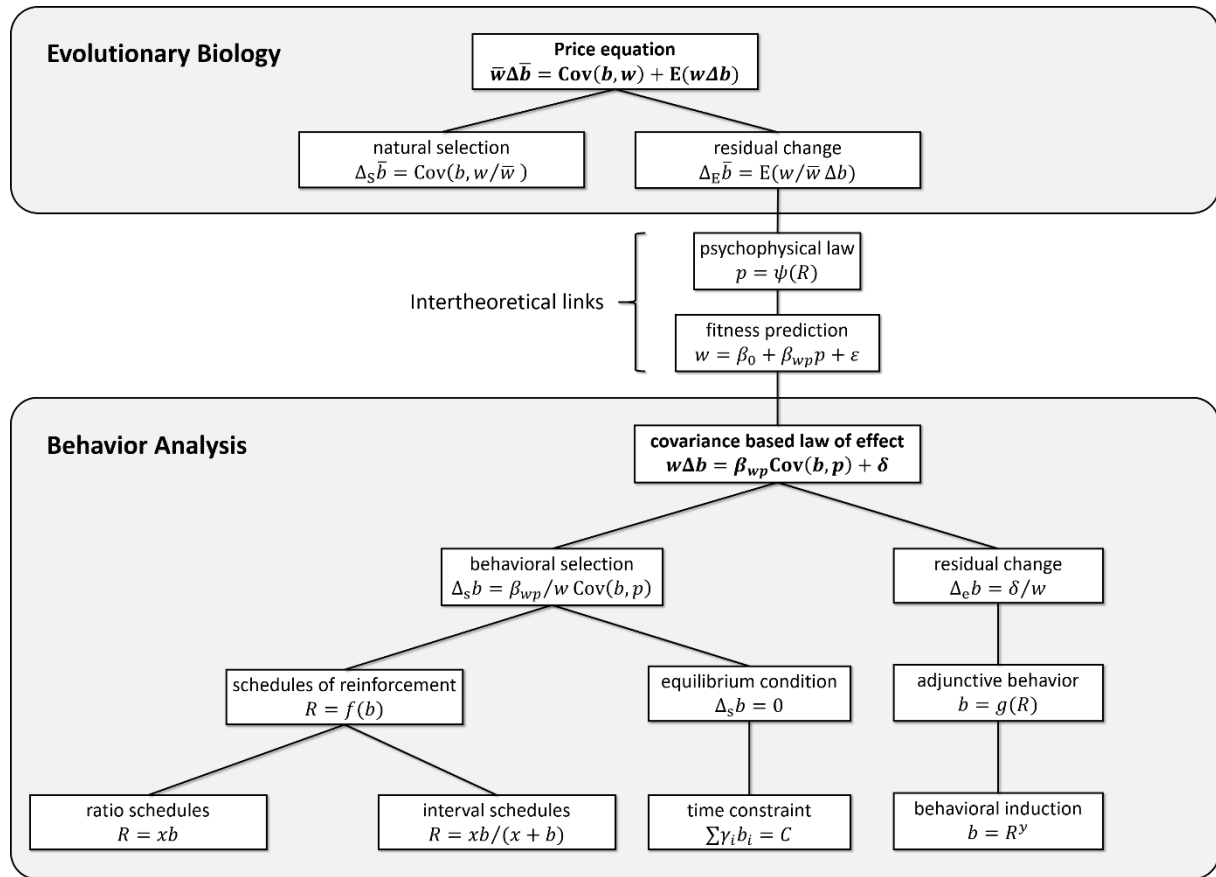 Evolutionary Biology
Price equation
w̅Δb̅ = Cov(b, w) + E(wΔb)
natural selection
Δ_S b̅ = Cov(b, w/w̅ )
residual change
Δ_E b̅ = E(w/w̅ Δb)
Intertheoretical links
psychophysical law
p = ψ(R)
fitness prediction
w = β₀ + β_wp p + ε
Behavior Analysis
covariance based law of effect
wΔb = β_wp Cov(b, p) + δ
behavioral selection
Δ_s b = β_wp/w Cov(b, p)
residual change
Δ_e b = δ/w
schedules of reinforcement
R = f(b)
equilibrium condition
Δ_s b = 0
adjunctive behavior
b = g(R)
ratio schedules
R = xb
interval schedules
R = xb/(x + b)
time constraint
∑γᵢbᵢ = C
behavioral induction
b = Rʸ